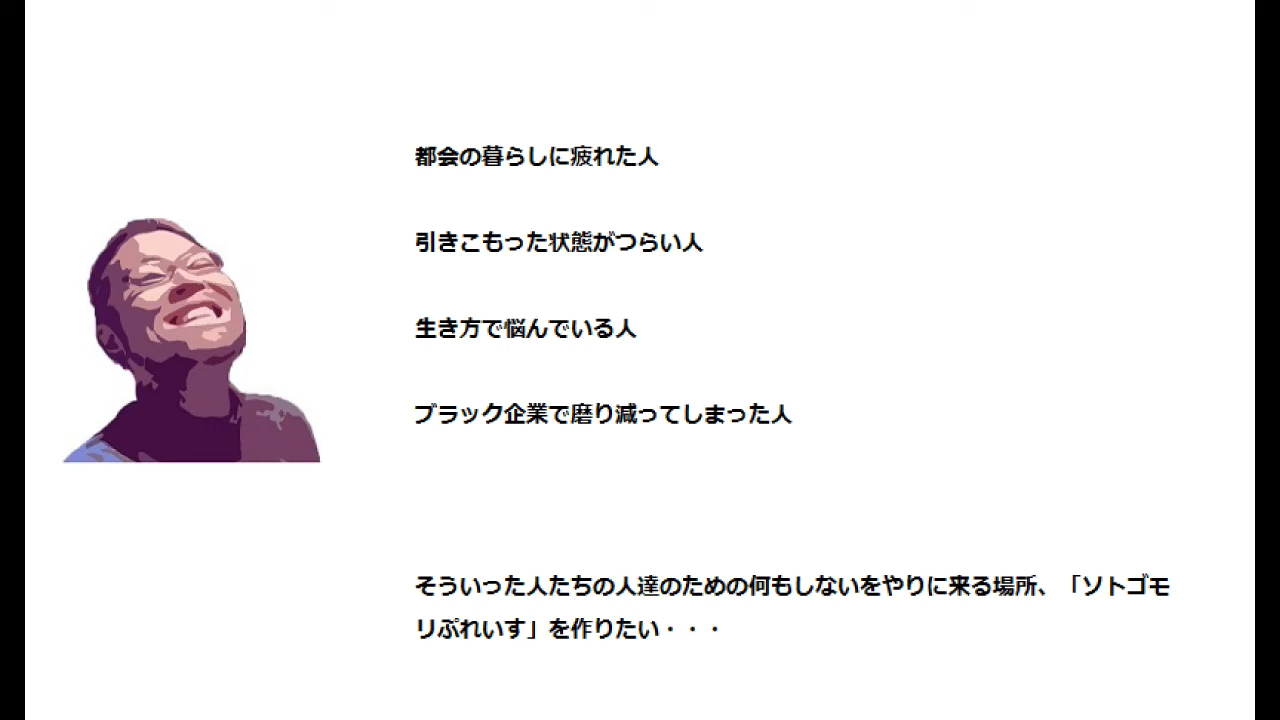 都会の暮らしに疲れた人
引きこもった状態がつらい人
生き方で悩んでいる人
ブラック企業で磨り減ってしまった人
そういった人たちの人達のための何もしないをやりに来る場所、「ソトゴモ
リぷれいす」を作りたい・・・